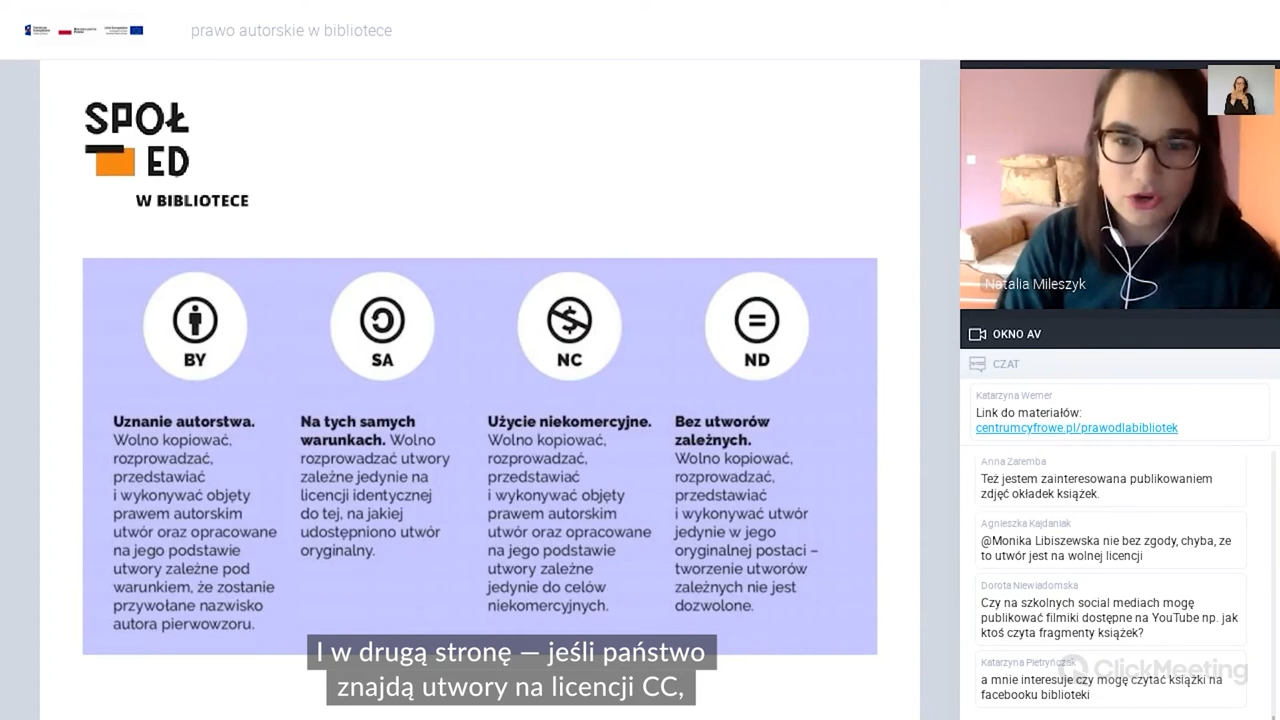 prawo autorskie w bibliotece
SPOŁ
ED
W BIBLIOTECE
BY
SA
NC
ND
Uznanie autorstwa.
Wolno kopiować,
rozprowadzać,
przedstawiać
i wykonywać objęty
prawem autorskim
utwór oraz opracowane
na jego podstawie
utwory zależne pod
warunkiem, że zostanie
przywołane nazwisko
autora pierwowzoru.
Na tych samych
warunkach. Wolno
rozprowadzać utwory
zależne jedynie na
licencji identycznej
do tej, na jakiej
udostępniono utwór
oryginalny.
Użycie niekomercyjne.
Wolno kopiować,
rozprowadzać,
przedstawiać
i wykonywać objęty
prawem autorskim
utwór oraz opracowane
na jego podstawie
utwory zależne
jedynie do celów
niekomercyjnych.
Bez utworów
zależnych.
Wolno kopiować,
rozprowadzać,
przedstawiać
i wykonywać utwór
jedynie w jego
oryginalnej postaci –
tworzenie utworów
zależnych nie jest
dozwolone.
I w drugą stronę — jeśli państwo
znajdą utwory na licencji CC,
Natalia Mileszyk
OKNO AV
CZAT
Katarzyna Werner
Link do materiałów:
centrumcyfrowe.pl/prawodlabibliotek
Anna Zaremba
Też jestem zainteresowana publikowaniem
zdjęć okładek książek.
Agnieszka Kajdaniak
@Monika Libiszewska nie bez zgody, chyba, ze
to utwór jest na wolnej licencji
Dorota Niewiadomska
Czy na szkolnych social mediach mogę
publikować filmiki dostępne na YouTube np. jak
ktoś czyta fragmenty książek?
Katarzyna Pietryńczak
a mnie interesuje czy mogę czytać książki na
facebooku biblioteki
ClickMeeting